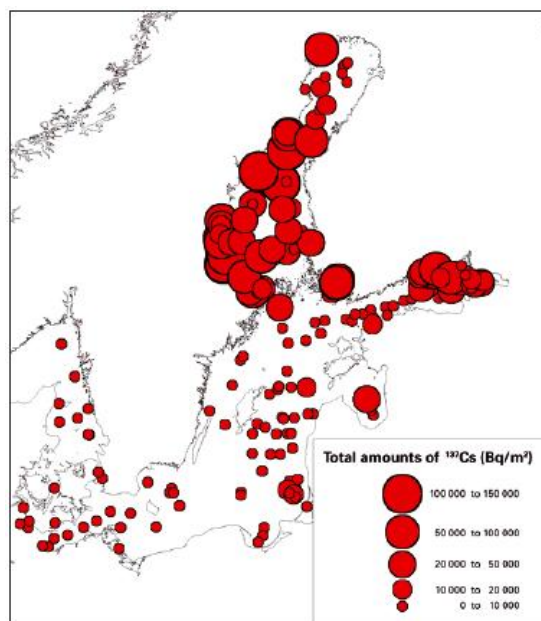 Total amounts of ¹³⁷Cs (Bq/m²)
100 000 to 150 000
50 000 to 100 000
20 000 to 50 000
10 000 to 20 000
0 to 10 000